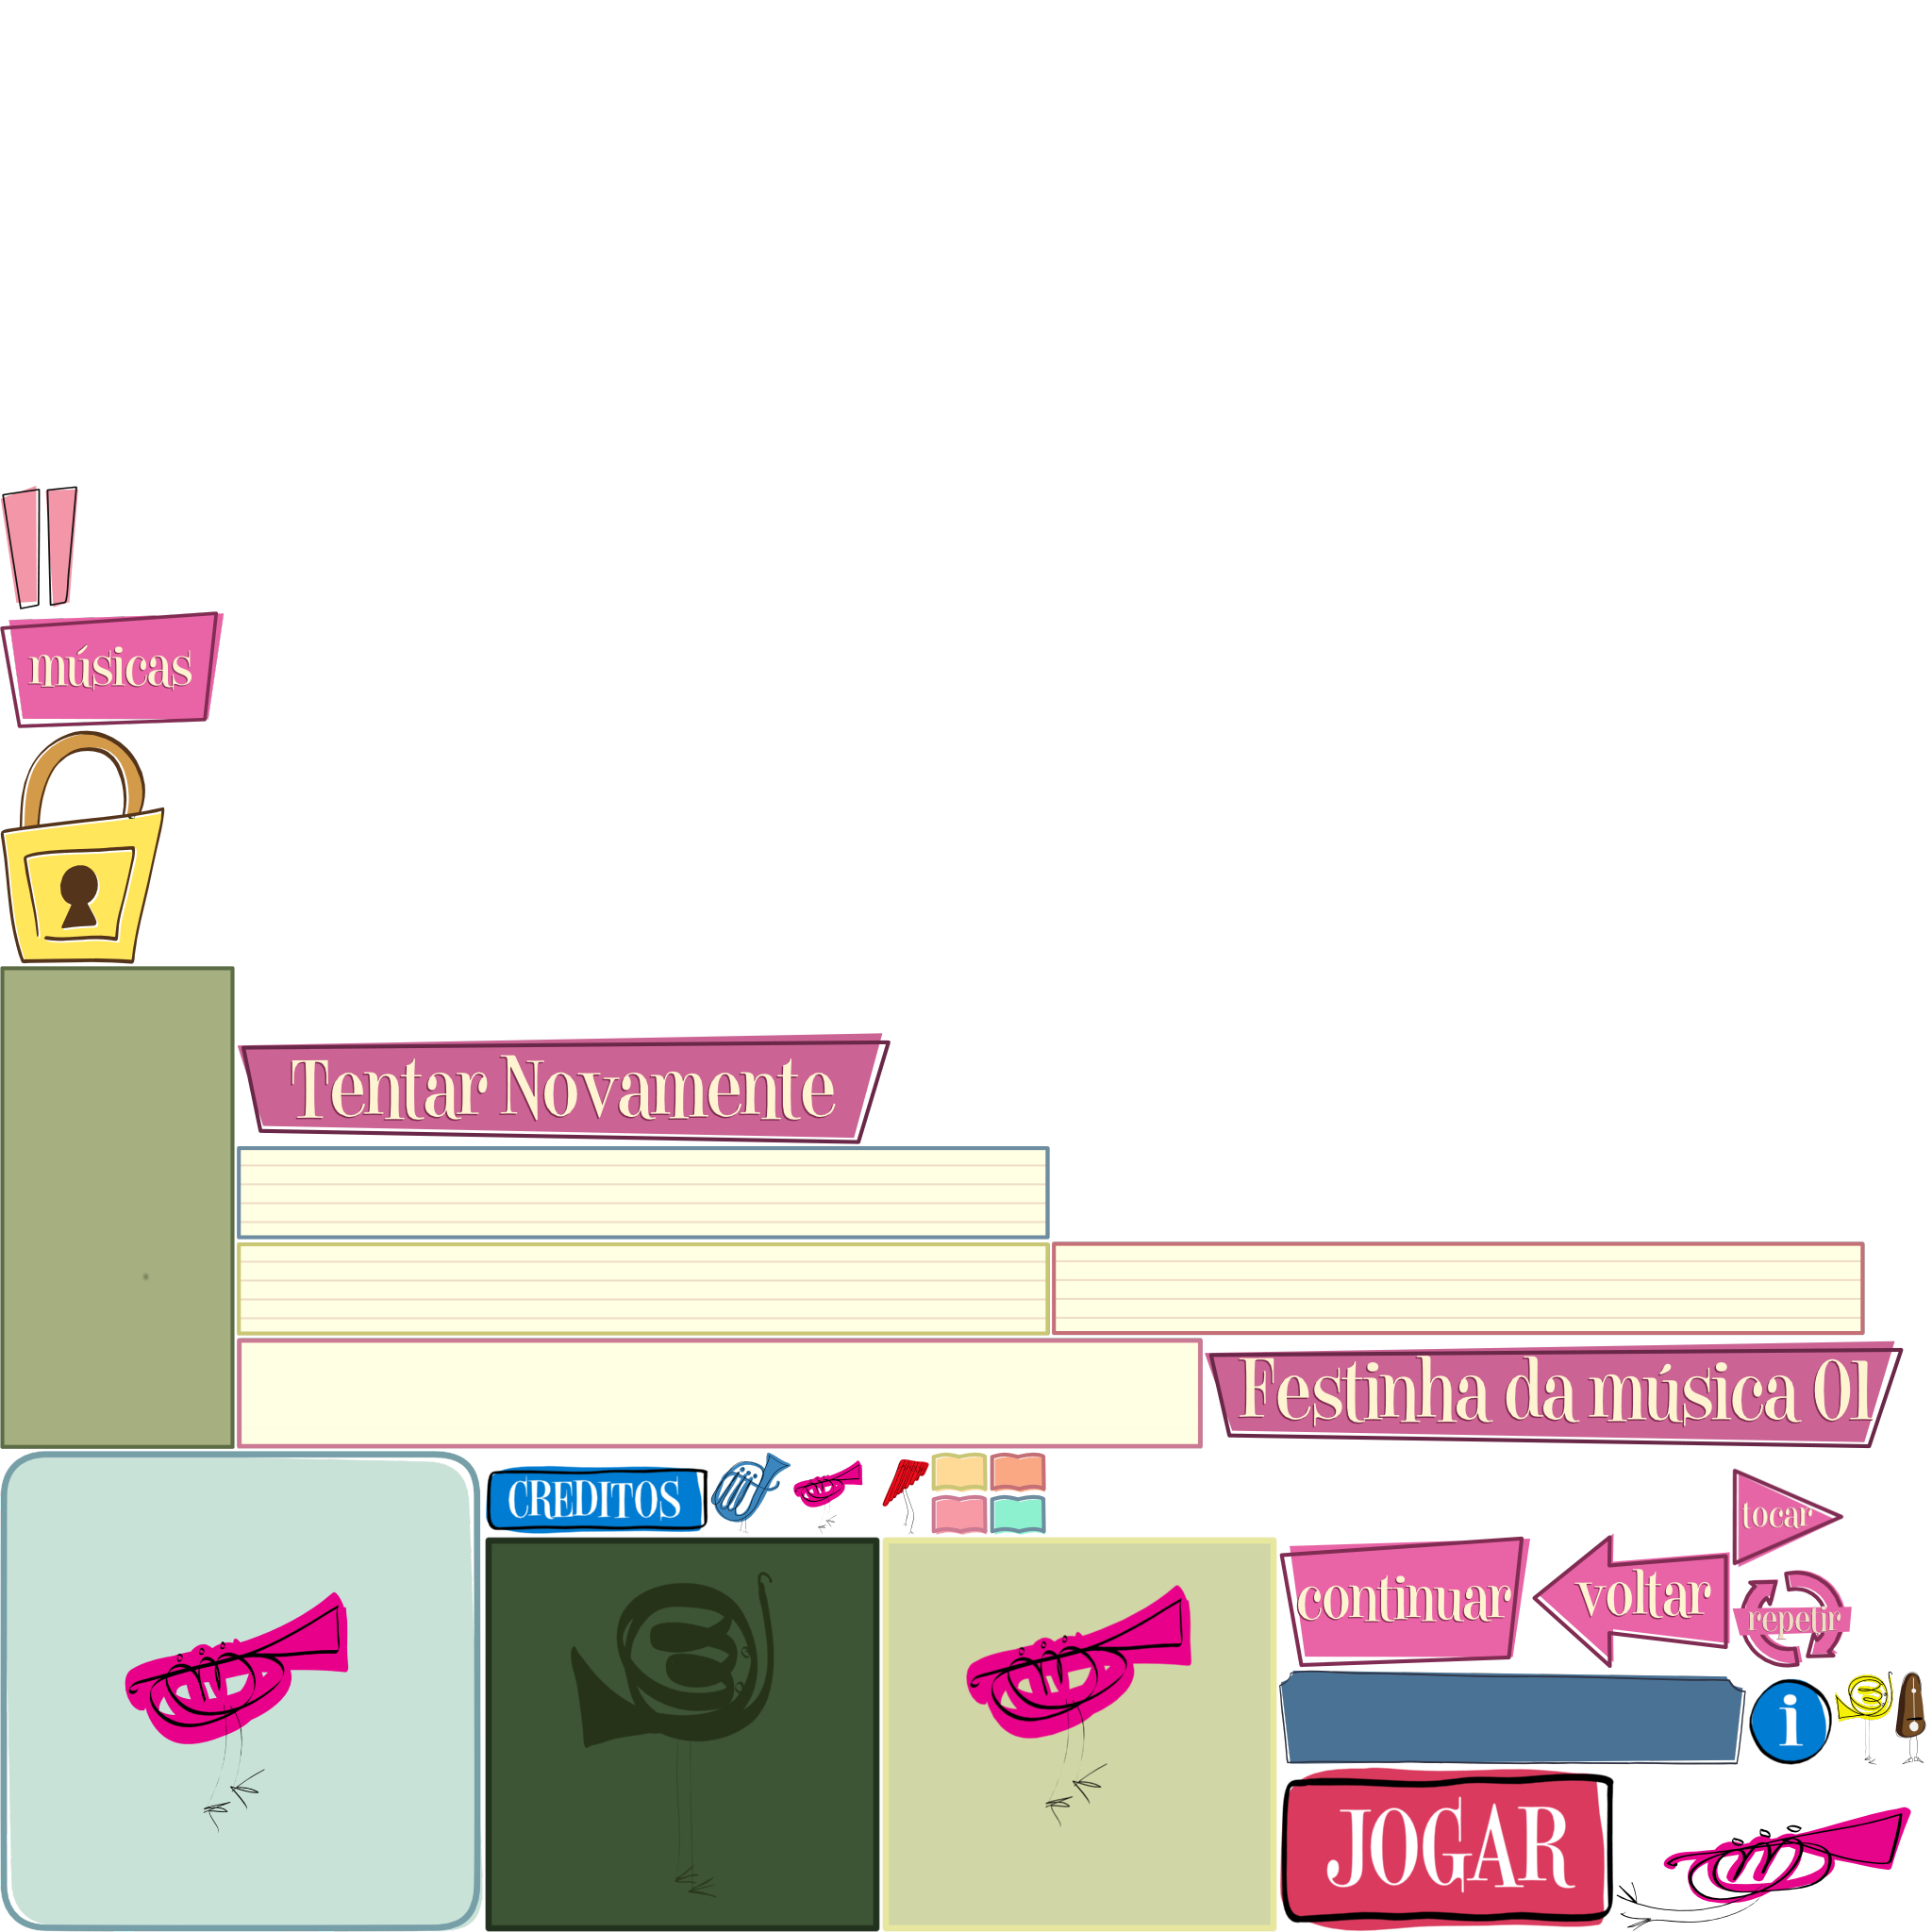 músicas
Tentar Novamente
Festinha da música 01
CREDITOS
tocar
continuar
voltar
repetir
i
JOGAR